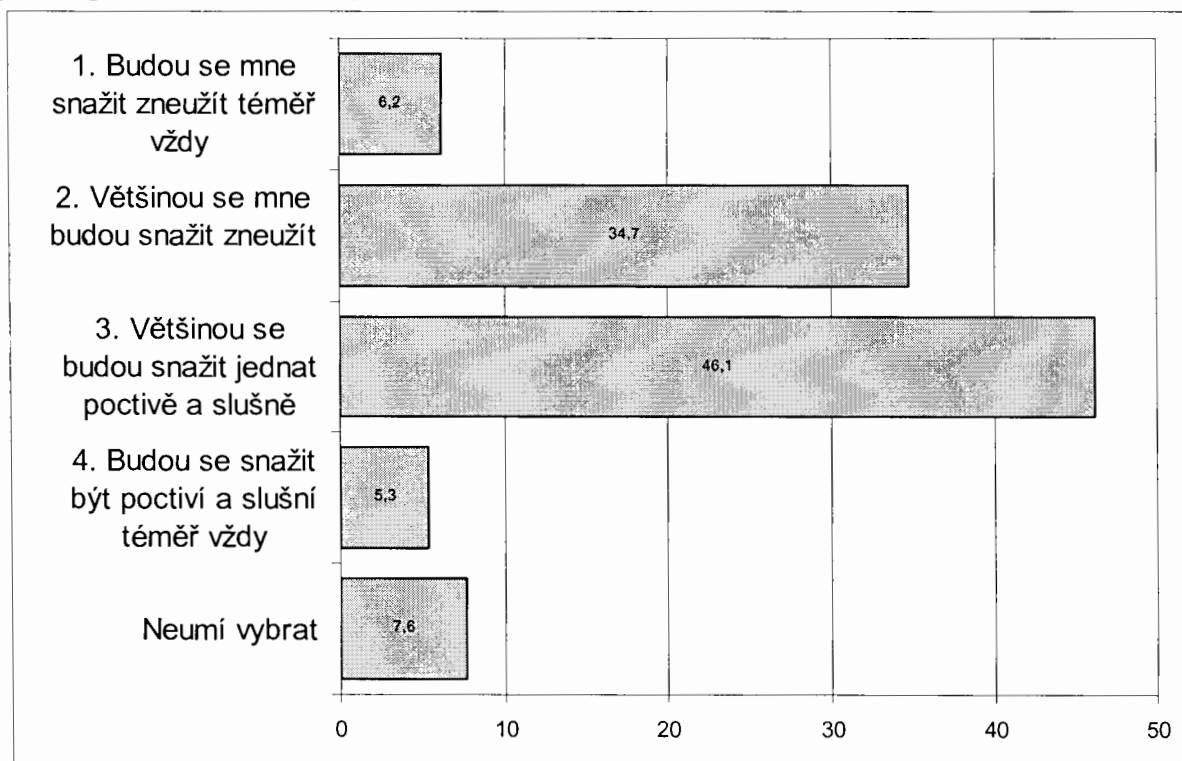 1. Budou se mne
snažit zneužít téměř
vždy
6,2
2. Většinou se mne
budou snažit zneužít
34,7
3. Většinou se
budou snažit jednat
poctivě a slušně
46,1
4. Budou se snažit
být poctiví a slušní
téměř vždy
5,3
Neumí vybrat
7,6
0 10 20 30 40 50